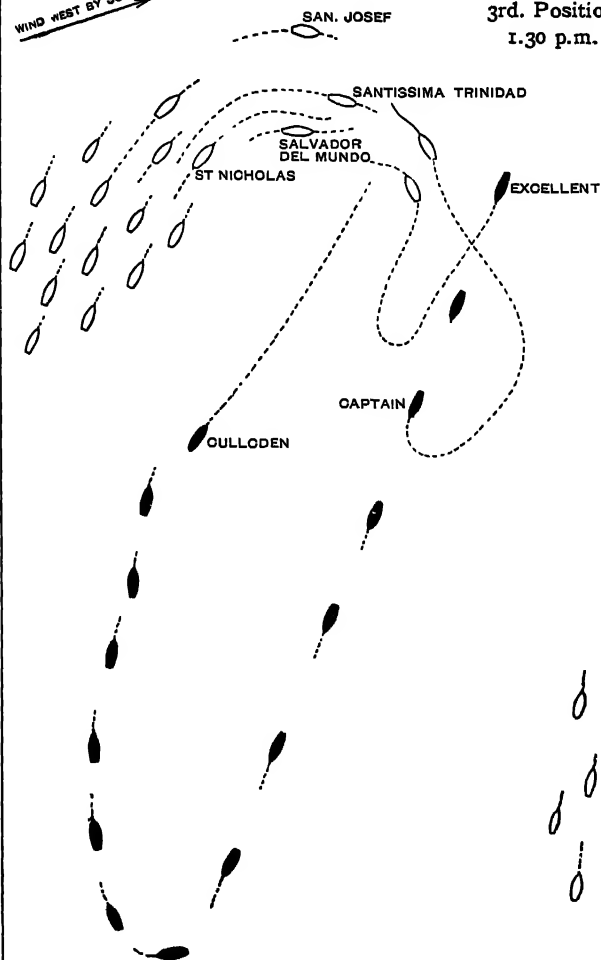 WIND WEST BY
SAN. JOSEF
3rd. Positio
1.30 p.m.
SANTISSIMA TRINIDAD
SALVADOR
DEL MUNDO
ST NICHOLAS
EXCELLENT
CAPTAIN
CULLODEN